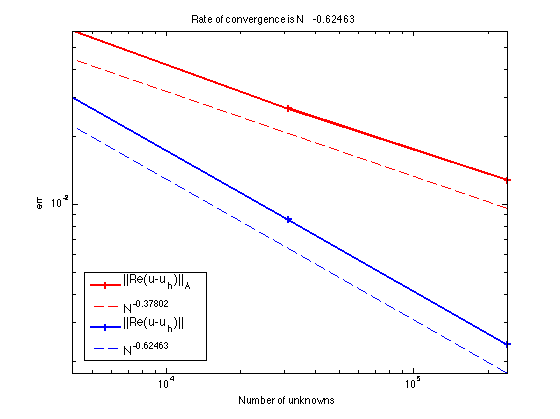 Rate of convergence is N -0.62463
err
10
||Re(u-u_h)||_A
N^-0.37802
||Re(u-u_h)||
N^-0.62463
10^4 10^5
Number of unknowns